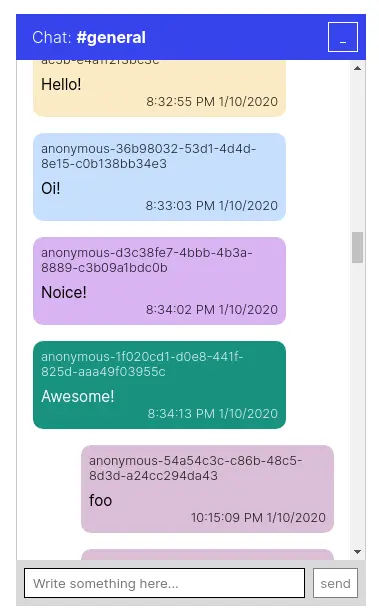 Chat: #general
_
ac5b-e4a1f2f3bc3c
Hello!
8:32:55 PM 1/10/2020
anonymous-36b98032-53d1-4d4d-
8e15-c0b138bb34e3
Oi!
8:33:03 PM 1/10/2020
anonymous-d3c38fe7-4bbb-4b3a-
8889-c3b09a1bdc0b
Noice!
8:34:02 PM 1/10/2020
anonymous-1f020cd1-d0e8-441f-
825d-aaa49f03955c
Awesome!
8:34:13 PM 1/10/2020
anonymous-54a54c3c-c86b-48c5-
8d3d-a24cc294da43
foo
10:15:09 PM 1/10/2020
Write something here...
send